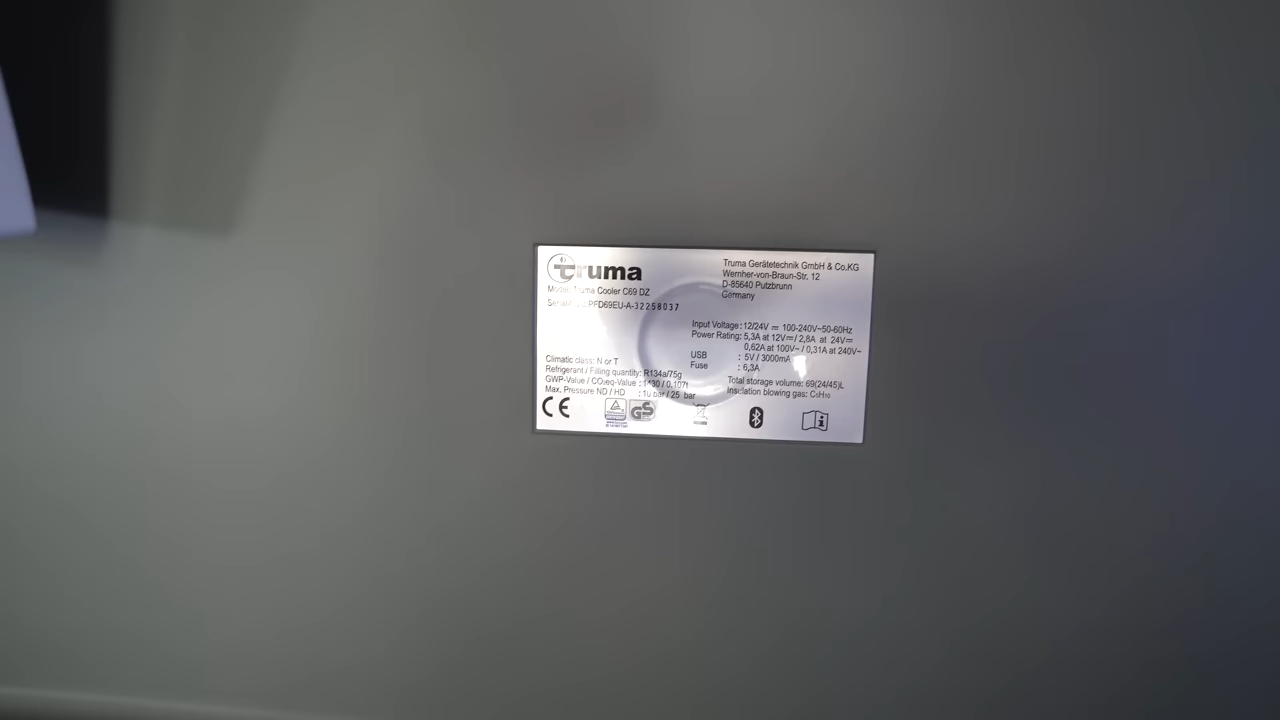 truma
Model: Truma Cooler C69 DZ
PFD69EU-A-32258037
Truma Gerätetechnik GmbH & Co.KG
Wernher-von-Braun-Str. 12
D-85640 Putzbrunn
Germany
Input Voltage: 12/24V ⎓ 100-240V~50-60Hz
Power Rating: 5,3A at 12V⎓/ 2,8A at 24V⎓
0,62A at 100V~ / 0,31A at 240V~
USB : 5V / 3000mA
Fuse : 6,3A
Climatic class: N or T
Refrigerant / Filling quantity: R134a/75g
GWP-Value / CO₂eq-Value : 1430 / 0,107t
Max. Pressure ND / HD : 10 bar / 25 bar
Total storage volume: 69(24/45)L
Insulation blowing gas: C₅H₁₀
CE
GS